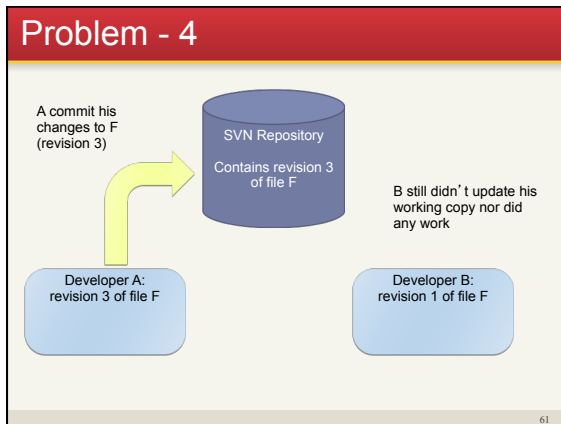 Problem - 4
A commit his
changes to F
(revision 3)
SVN Repository
Contains revision 3
of file F
B still didn’t update his
working copy nor did
any work
Developer A:
revision 3 of file F
Developer B:
revision 1 of file F
61